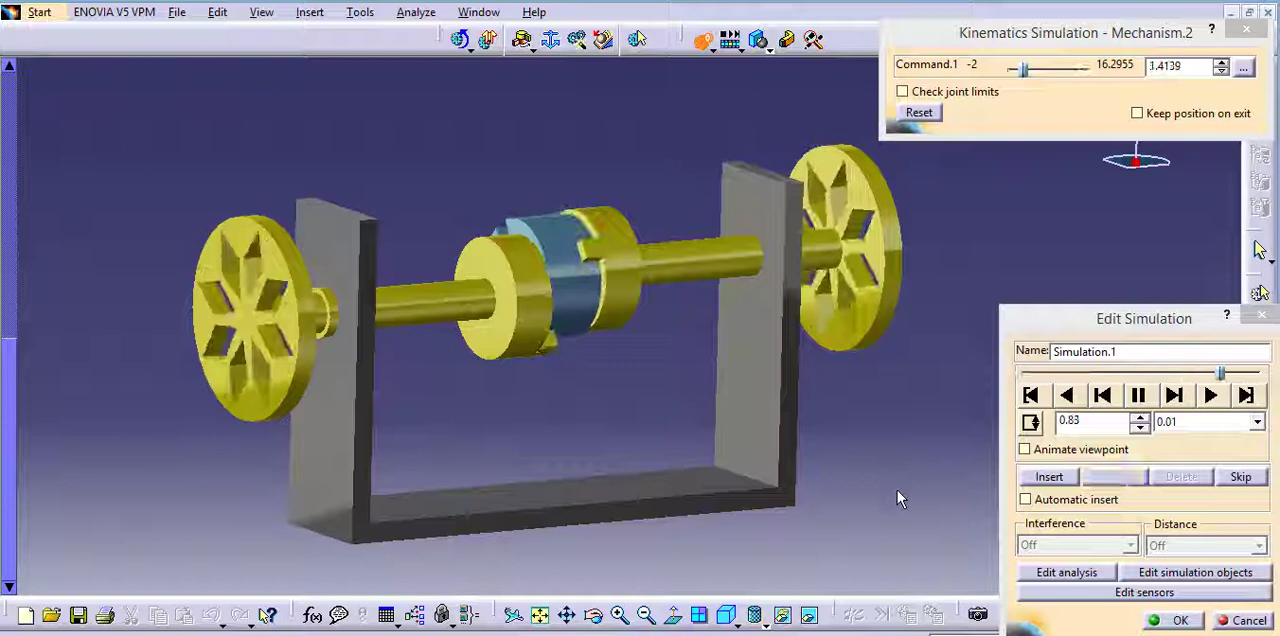 Start ENOVIA V5 VPM File Edit View Insert Tools Analyze Window Help
Kinematics Simulation - Mechanism.2 ?
Command.1 -2 16.2955 3.4139 ...
Check joint limits
Reset Keep position on exit
Edit Simulation ?
Name: Simulation.1
0.83 0.01
Animate viewpoint
Insert Delete Skip
Automatic insert
Interference Distance
Off Off
Edit analysis Edit simulation objects
Edit sensors
OK Cancel
f(x)